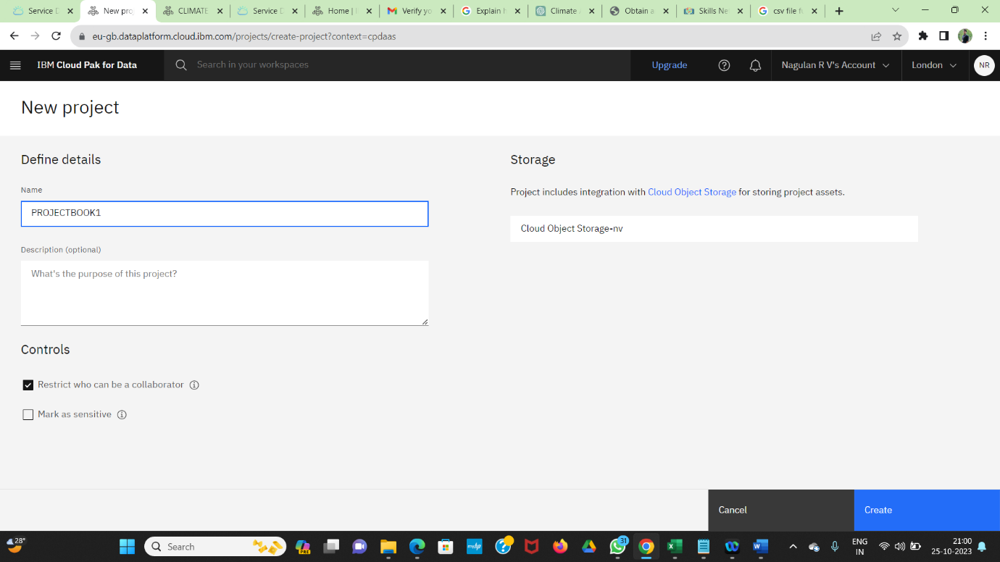 Service D
New proj
CLIMATE
Service D
Home |
Verify yo
Explain h
Climate
Obtain a
Skills Ne
csv file f
eu-gb.dataplatform.cloud.ibm.com/projects/create-project?context=cpdaas
IBM Cloud Pak for Data
Search in your workspaces
Upgrade
Nagulan R V's Account
London
NR
New project
Define details
Name
PROJECTBOOK1
Description (optional)
What's the purpose of this project?
Controls
Restrict who can be a collaborator
Mark as sensitive
Storage
Project includes integration with Cloud Object Storage for storing project assets.
Cloud Object Storage-nv
Cancel
Create
28°
Search
PRE
myhp
31
ENG
IN
21:00
25-10-2023